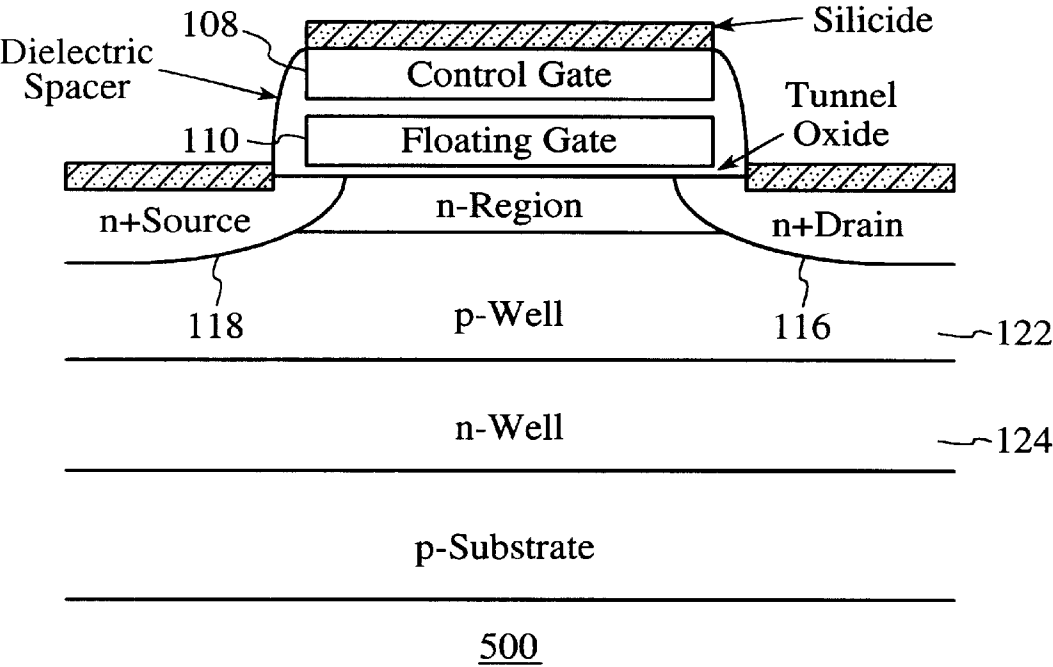 108
Silicide
Dielectric
Spacer
Control Gate
Tunnel
Oxide
110
Floating Gate
n+Source
n-Region
n+Drain
118
p-Well
116
122
n-Well
124
p-Substrate
500